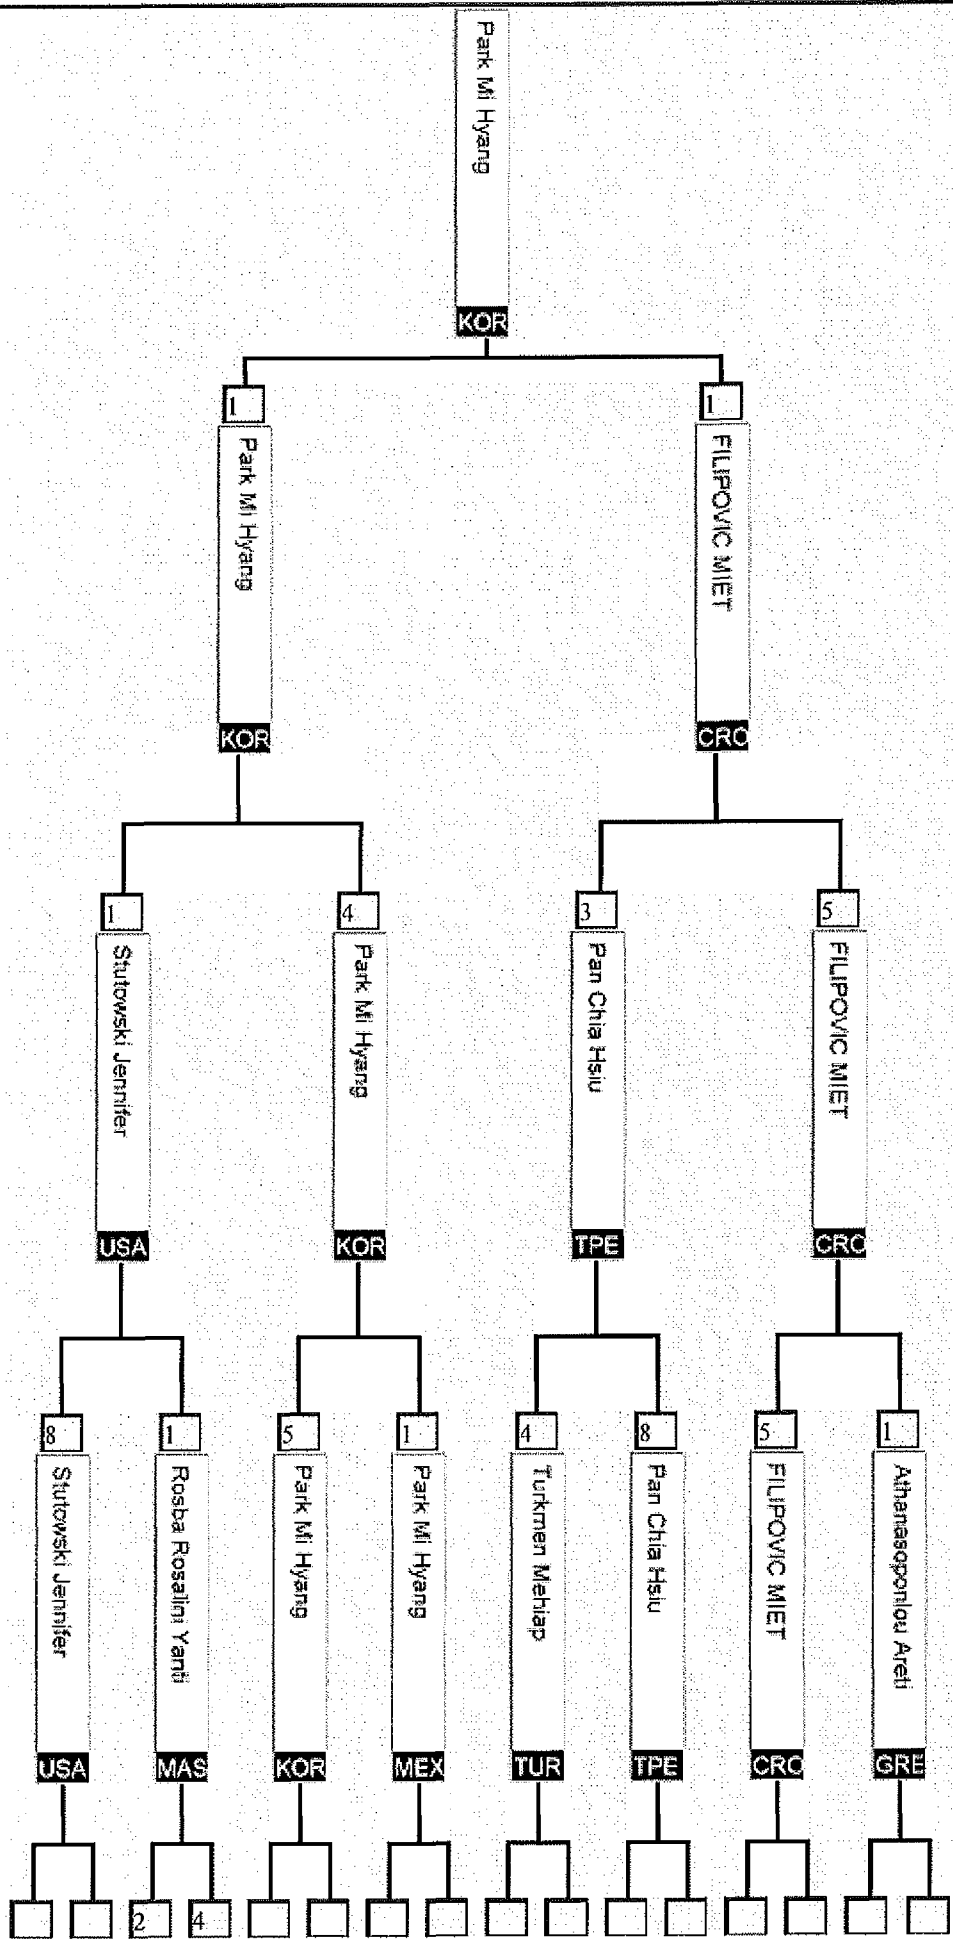 Park Mi Hyang
KOR
1
Park Mi Hyang
KOR
1
FILIPOVIC MIET
CRO
1
Stutowski Jennifer
USA
4
Park Mi Hyang
KOR
3
Pan Chia Hsiu
TPE
5
FILIPOVIC MIET
CRO
8
Stutowski Jennifer
USA
1
Rosba Rosalini Yanti
MAS
5
Park Mi Hyang
KOR
1
Park Mi Hyang
MEX
4
Turkmen Mehiap
TUR
8
Pan Chia Hsiu
TPE
5
FILIPOVIC MIET
CRO
1
Athanasoponlou Areti
GRE
2
4